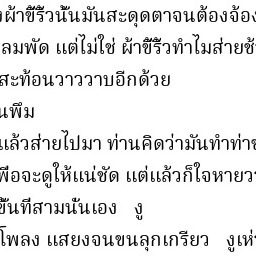 ผ้าขี้ริ้วนั้นมันสะดุดตาจนต้องจ้อง
ลมพัด แต่ไม่ใช่ ผ้าขี้ริ้วทำไมส่ายช้
สะท้อนวาววาบอีกด้วย
นพึม
แล้วส่ายไปมา ท่านคิดว่ามันทำท่า
พื่อจะดูให้แน่ชัด แต่แล้วก็ใจหายว
ขั้นที่สามนั่นเอง งู
โพลง แสยงจนขนลุกเกรียว งูเห่